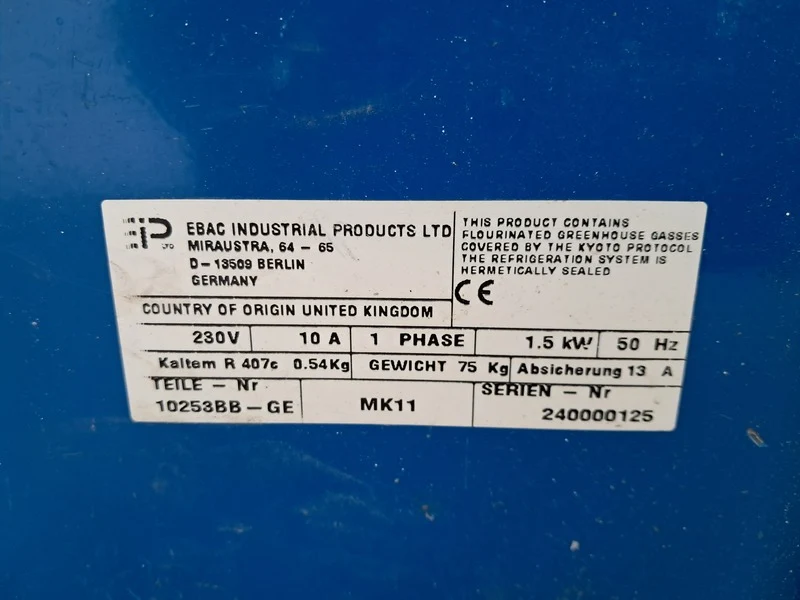 EIP LTD
EBAC INDUSTRIAL PRODUCTS LTD
MIRAUSTRA, 64 - 65
D-13509 BERLIN
GERMANY
COUNTRY OF ORIGIN UNITED KINGDOM
THIS PRODUCT CONTAINS
FLOURINATED GREENHOUSE GASSES
COVERED BY THE KYOTO PROTOCOL
THE REFRIGERATION SYSTEM IS
HERMETICALLY SEALED
CE
230V 10 A 1 PHASE 1.5 kW 50 Hz
Kaltem R 407c 0.54Kg GEWICHT 75 Kg Absicherung 13 A
TEILE - Nr
10253BB-GE
MK11
SERIEN - Nr
240000125